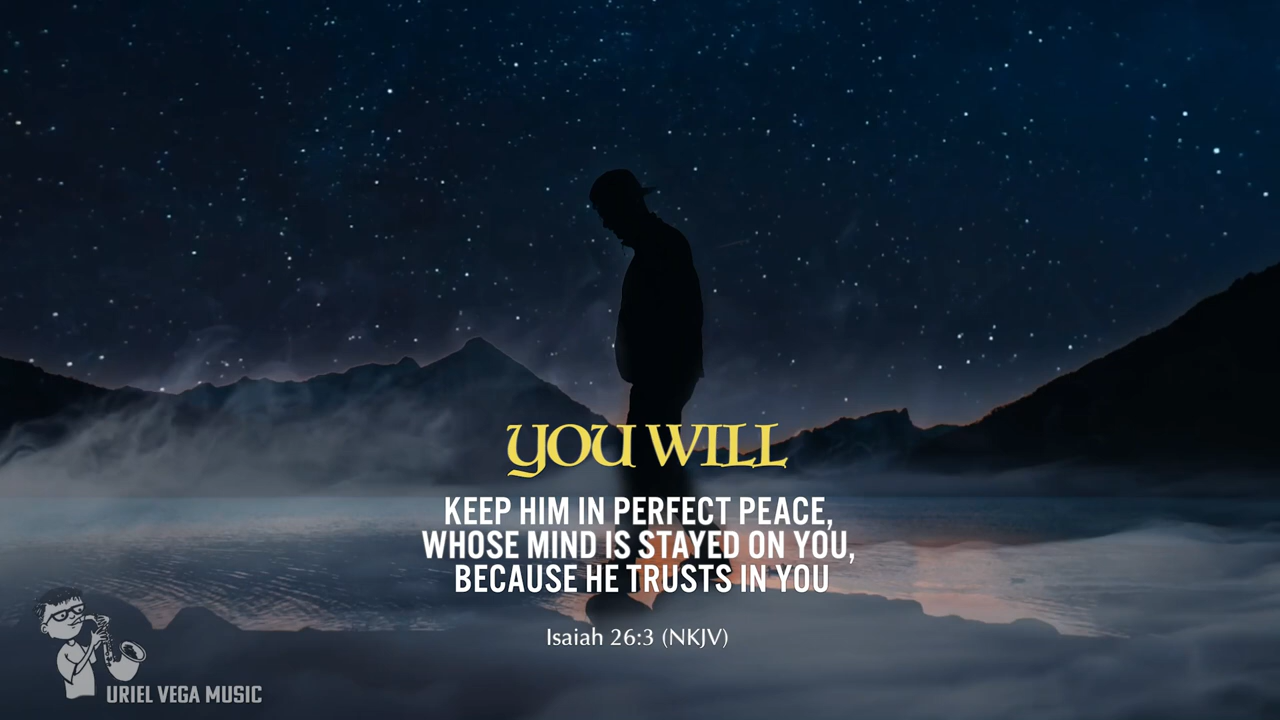 YOU WILL
KEEP HIM IN PERFECT PEACE,
WHOSE MIND IS STAYED ON YOU,
BECAUSE HE TRUSTS IN YOU
Isaiah 26:3 (NKJV)
URIEL VEGA MUSIC